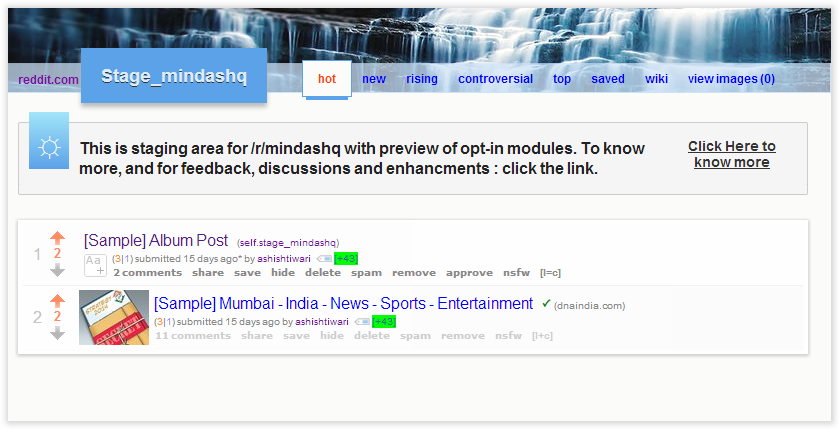 reddit.com Stage_mindashq hot new rising controversial top saved wiki view images (0)
This is staging area for /r/mindashq with preview of opt-in modules. To know
more, and for feedback, discussions and enhancments : click the link.
Click Here to
know more
1 2 [Sample] Album Post (self.stage_mindashq)
Aa+ (3|1) submitted 15 days ago* by ashishtiwari [+43]
2 comments share save hide delete spam remove approve nsfw [l=c]
2 2 [Sample] Mumbai - India - News - Sports - Entertainment ✔ (dnaindia.com)
STRATEGY
2014
(3|1) submitted 15 days ago by ashishtiwari [+43]
11 comments share save hide delete spam remove nsfw [l+c]